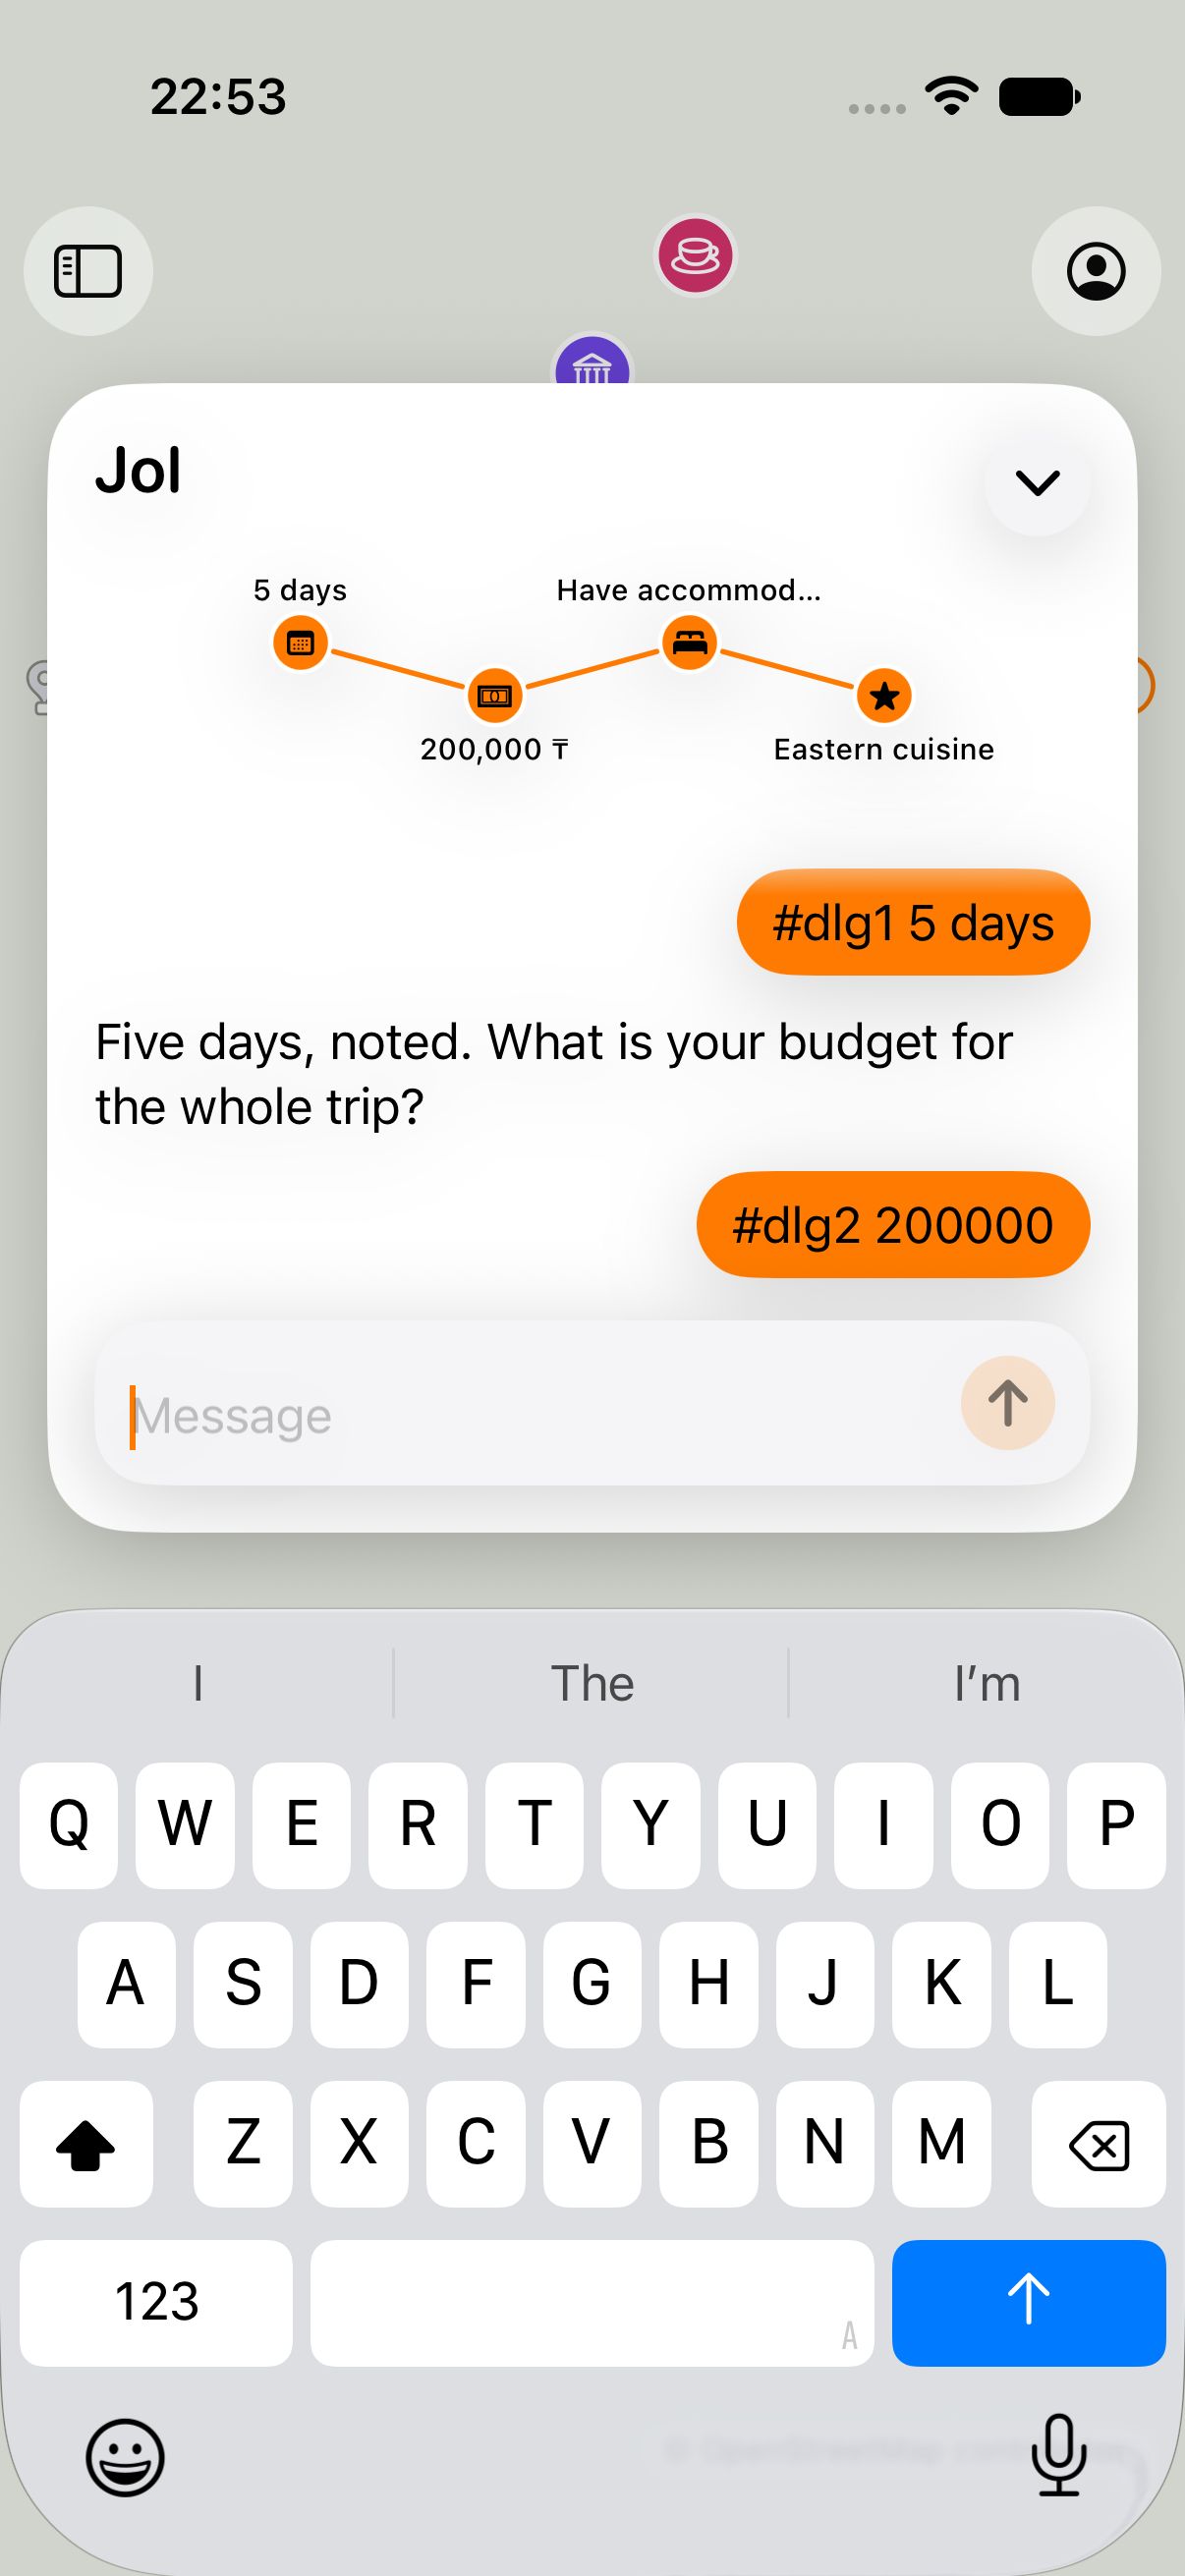 22:53
Jol
5 days
Have accommod...
200,000 ₸
Eastern cuisine
#dlg1 5 days
Five days, noted. What is your budget for
the whole trip?
#dlg2 200000
Message
I The I’m
Q W E R T Y U I O P
A S D F G H J K L
Z X C V B N M
123
A